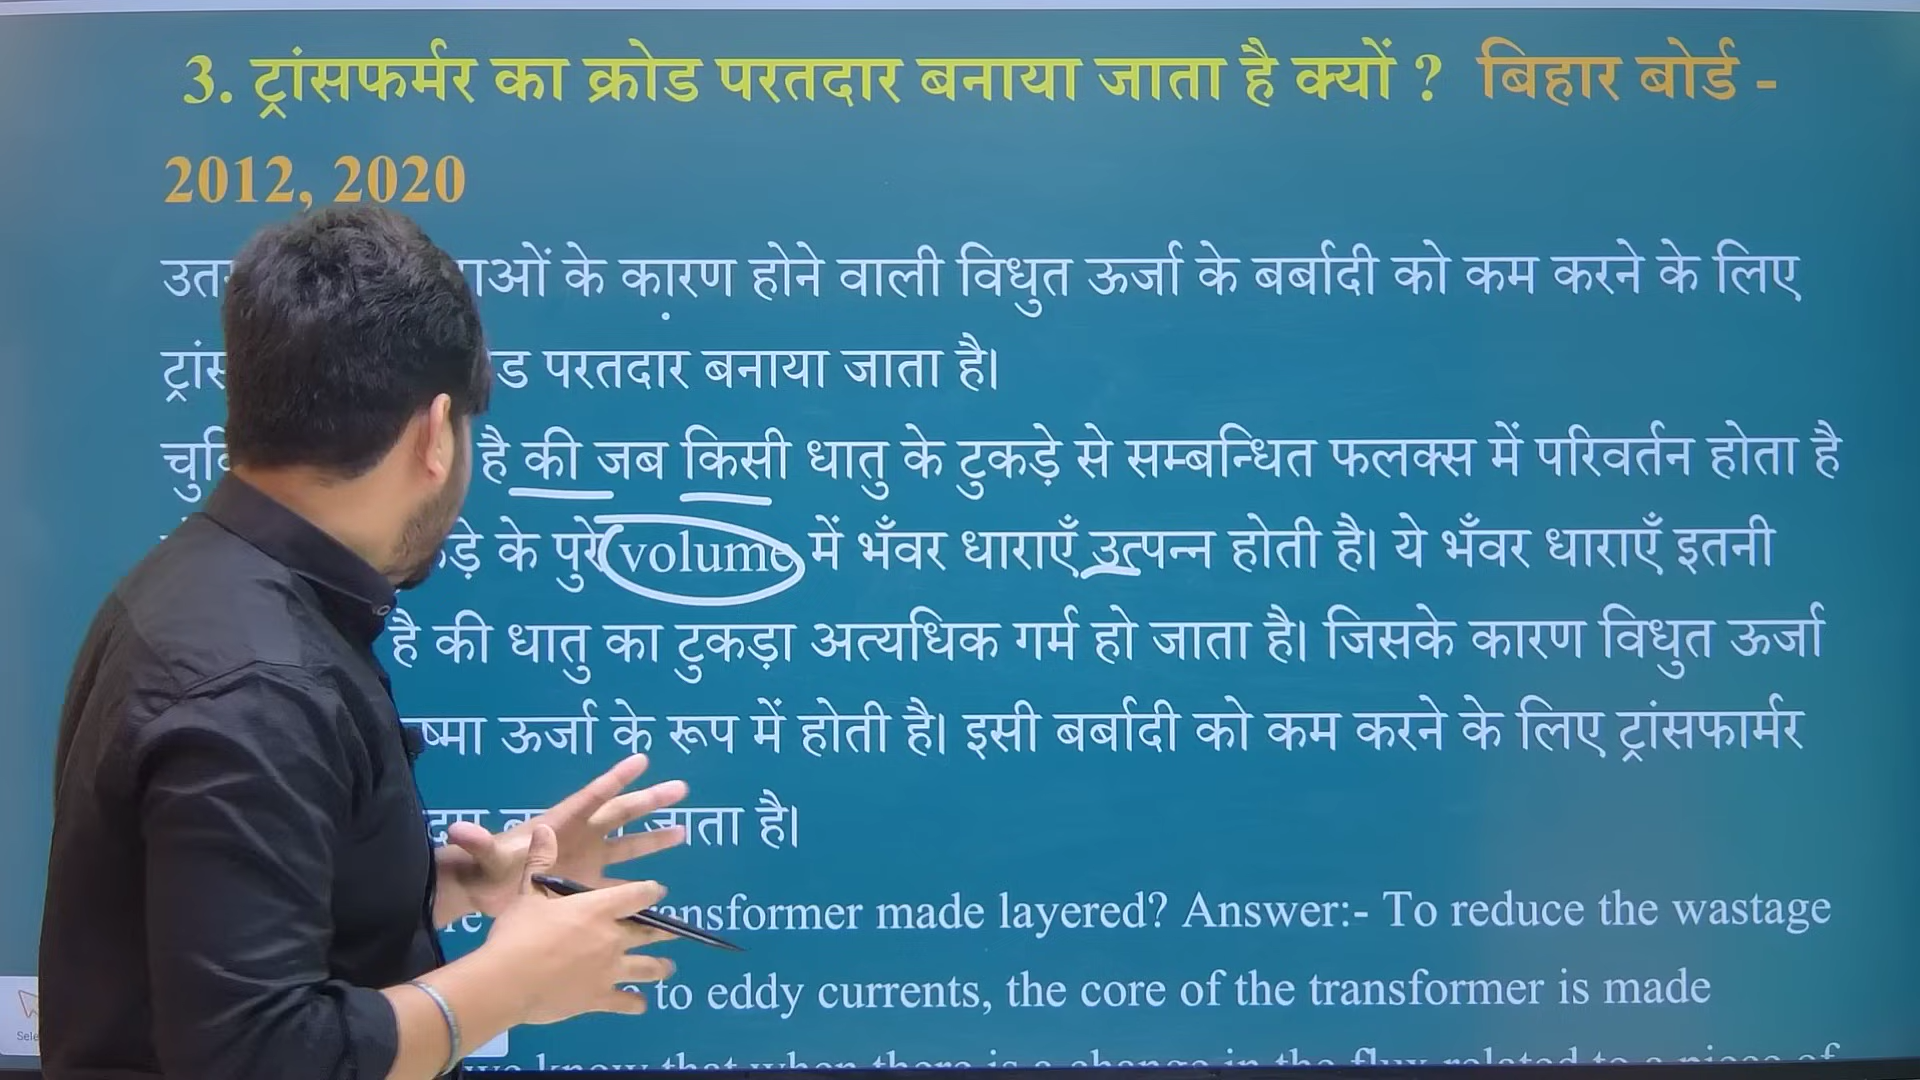 3. ट्रांसफर्मर का क्रोड परतदार बनाया जाता है क्यों ? बिहार बोर्ड -
2012, 2020
के कारण होने वाली विधुत ऊर्जा के बर्बादी को कम करने के लिए
परतदार बनाया जाता है।
है की जब किसी धातु के टुकड़े से सम्बन्धित फलक्स में परिवर्तन होता है
के पुरे volume में भँवर धाराएँ उत्पन्न होती है। ये भँवर धाराएँ इतनी
है की धातु का टुकड़ा अत्यधिक गर्म हो जाता है। जिसके कारण विधुत ऊर्जा
ऊर्जा के रूप में होती है। इसी बर्बादी को कम करने के लिए ट्रांसफार्मर
जाता है।
made layered? Answer:- To reduce the wastage
to eddy currents, the core of the transformer is made